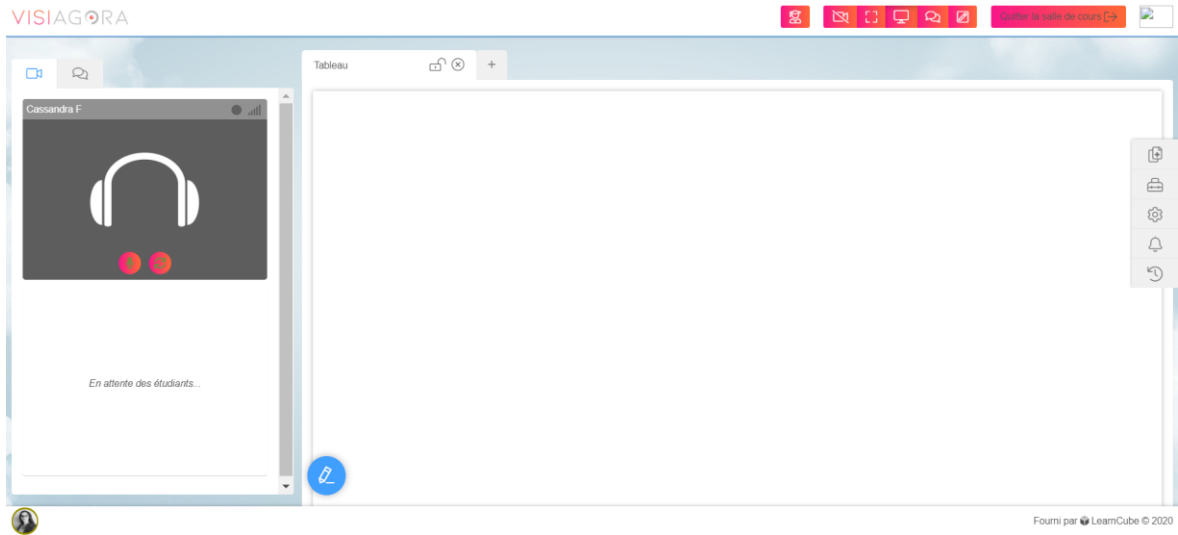 VISIAGORA
Quitter la salle de cours
Tableau
+
Cassandra F
En attente des étudiants...
Fourni par LearnCube © 2020